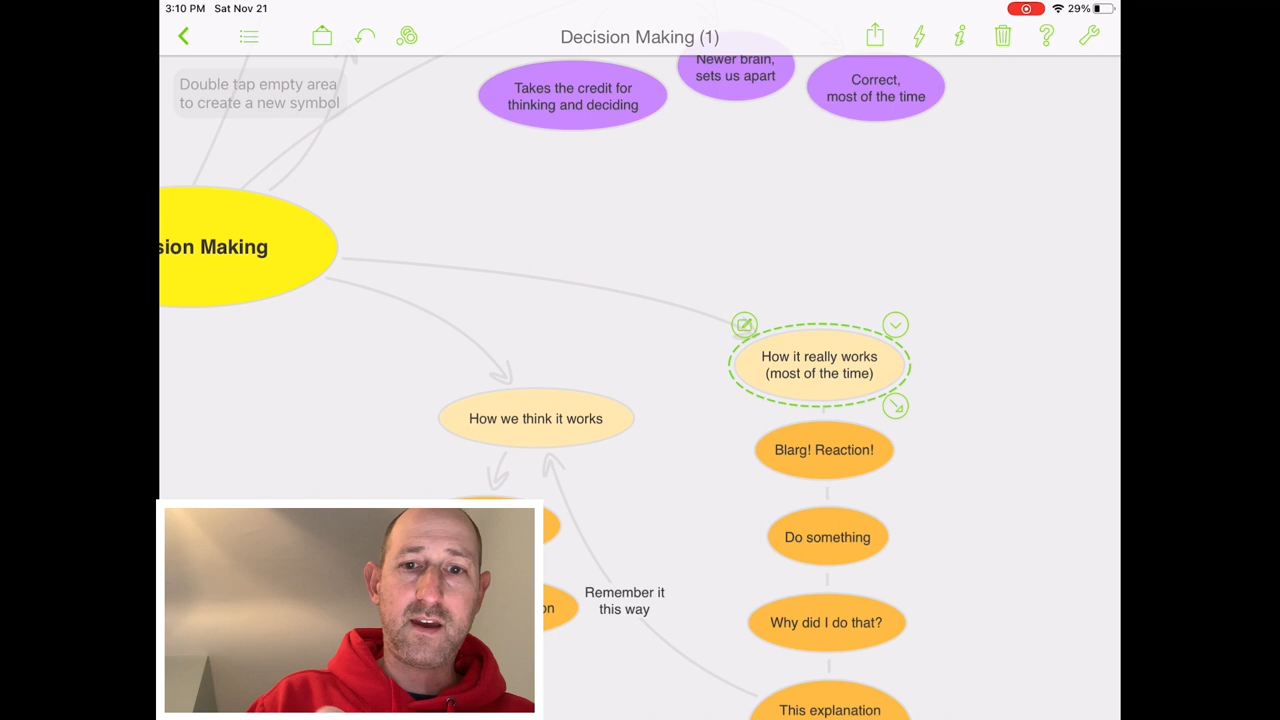 3:10 PM Sat Nov 21
29%
Decision Making (1)
Double tap empty area
to create a new symbol
Takes the credit for
thinking and deciding
Newer brain,
sets us apart
Correct,
most of the time
sion Making
How it really works
(most of the time)
How we think it works
Blarg! Reaction!
Do something
on
Remember it
this way
Why did I do that?
This explanation